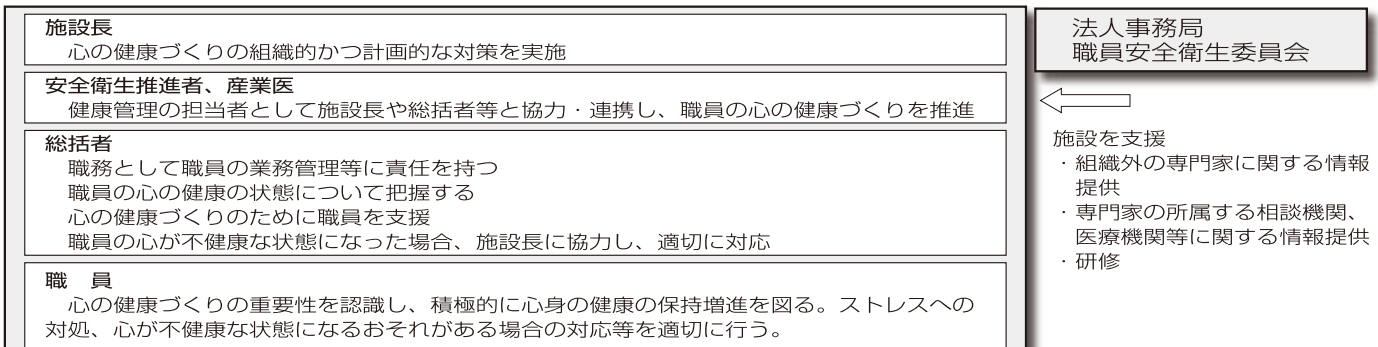 施設長
心の健康づくりの組織的かつ計画的な対策を実施
安全衛生推進者、産業医
健康管理の担当者として施設長や総括者等と協力・連携し、職員の心の健康づくりを推進
総括者
職務として職員の業務管理等に責任を持つ
職員の心の健康の状態について把握する
心の健康づくりのために職員を支援
職員の心が不健康な状態になった場合、施設長に協力し、適切に対応
職　員
心の健康づくりの重要性を認識し、積極的に心身の健康の保持増進を図る。ストレスへの
対処、心が不健康な状態になるおそれがある場合の対応等を適切に行う。
法人事務局
職員安全衛生委員会
施設を支援
・組織外の専門家に関する情報
提供
・専門家の所属する相談機関、
医療機関等に関する情報提供
・研修